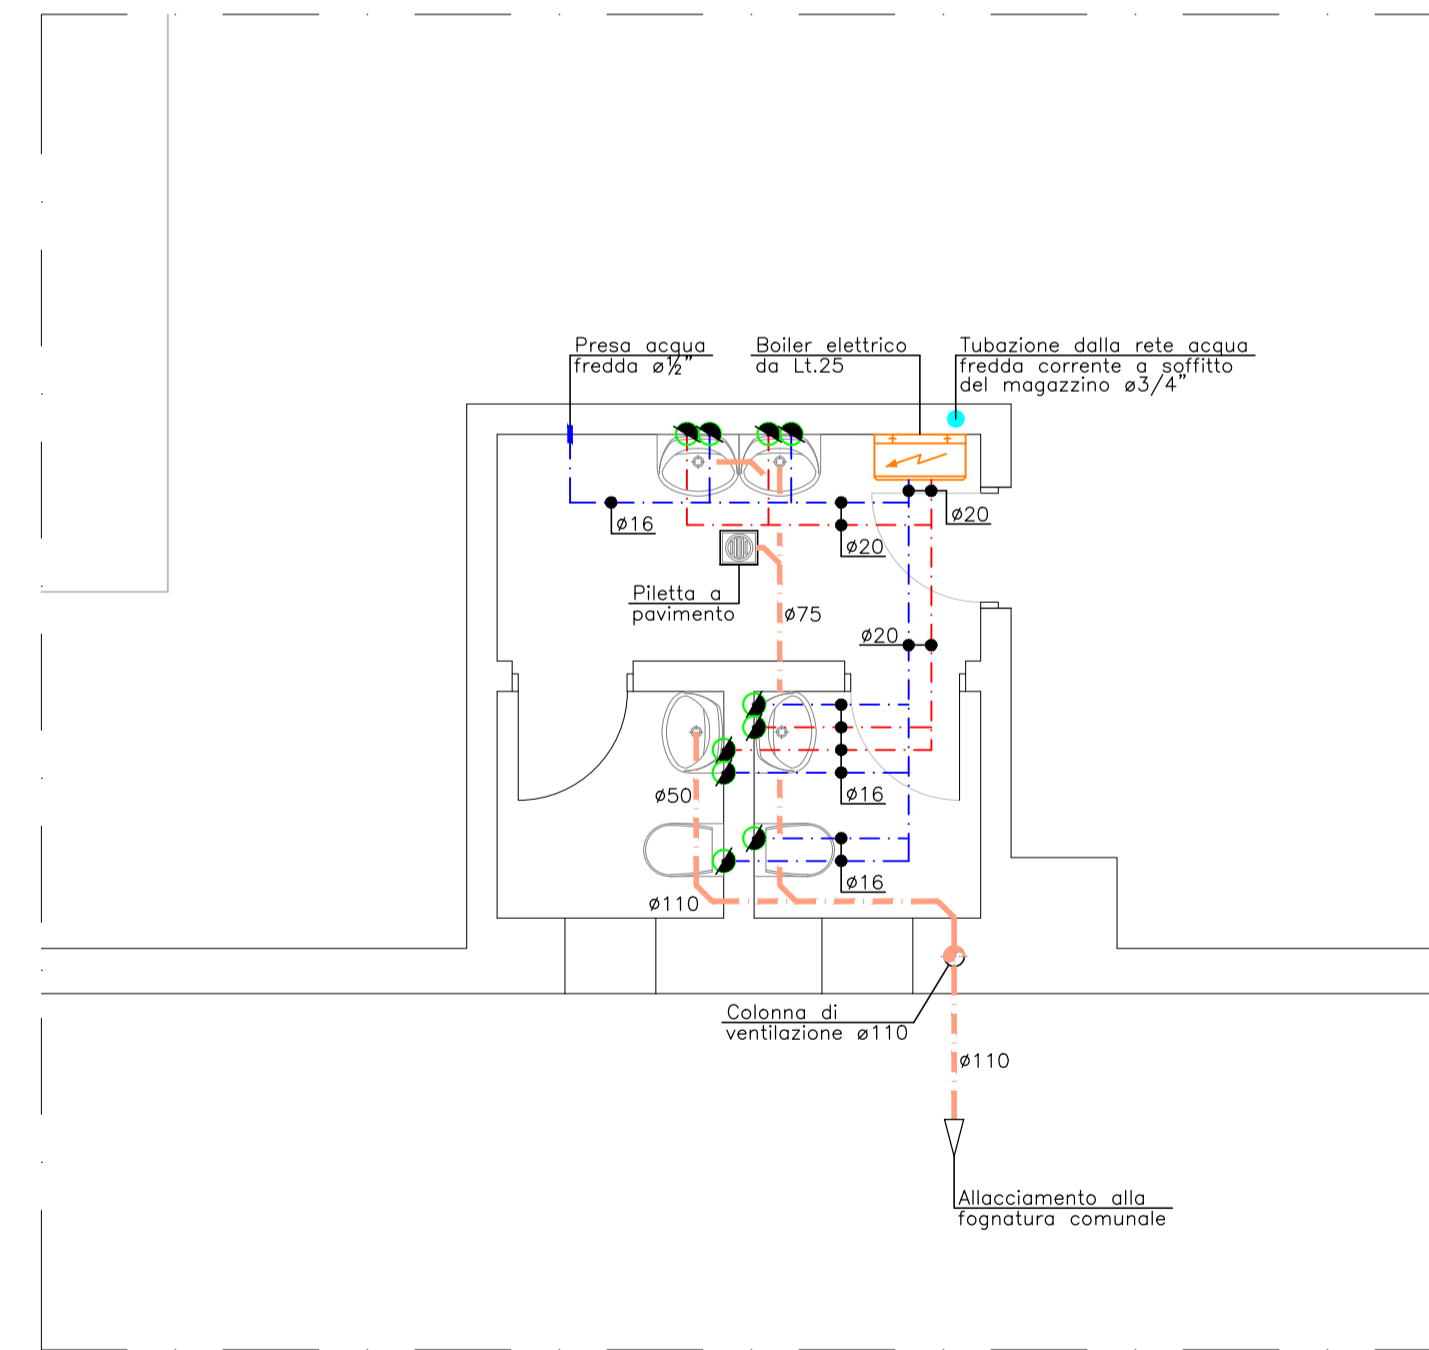 Presa acqua
fredda ø½"
Boiler elettrico
da Lt.25
Tubazione dalla rete acqua
fredda corrente a soffitto
del magazzino ø3/4"
ø16
ø20
ø20
Piletta a
pavimento
ø75
ø20
ø50
ø16
ø16
ø110
Colonna di
ventilazione ø110
ø110
Allacciamento alla
fognatura comunale